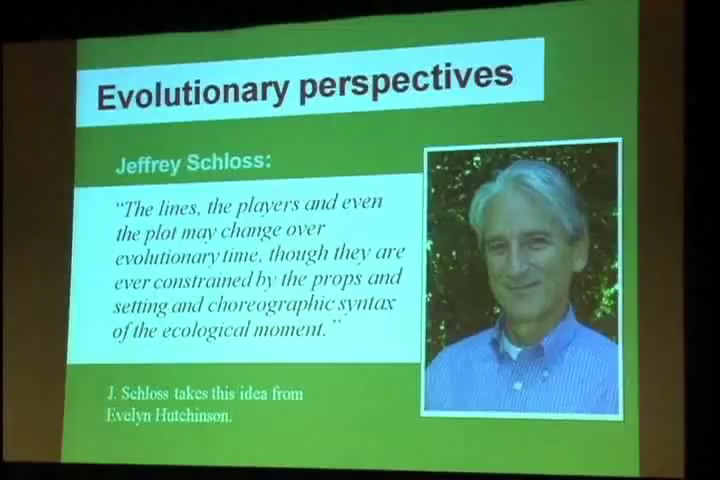 Evolutionary perspectives
Jeffrey Schloss:
“The lines, the players and even
the plot may change over
evolutionary time, though they are
ever constrained by the props and
setting and choreographic syntax
of the ecological moment.”
J. Schloss takes this idea from
Evelyn Hutchinson.